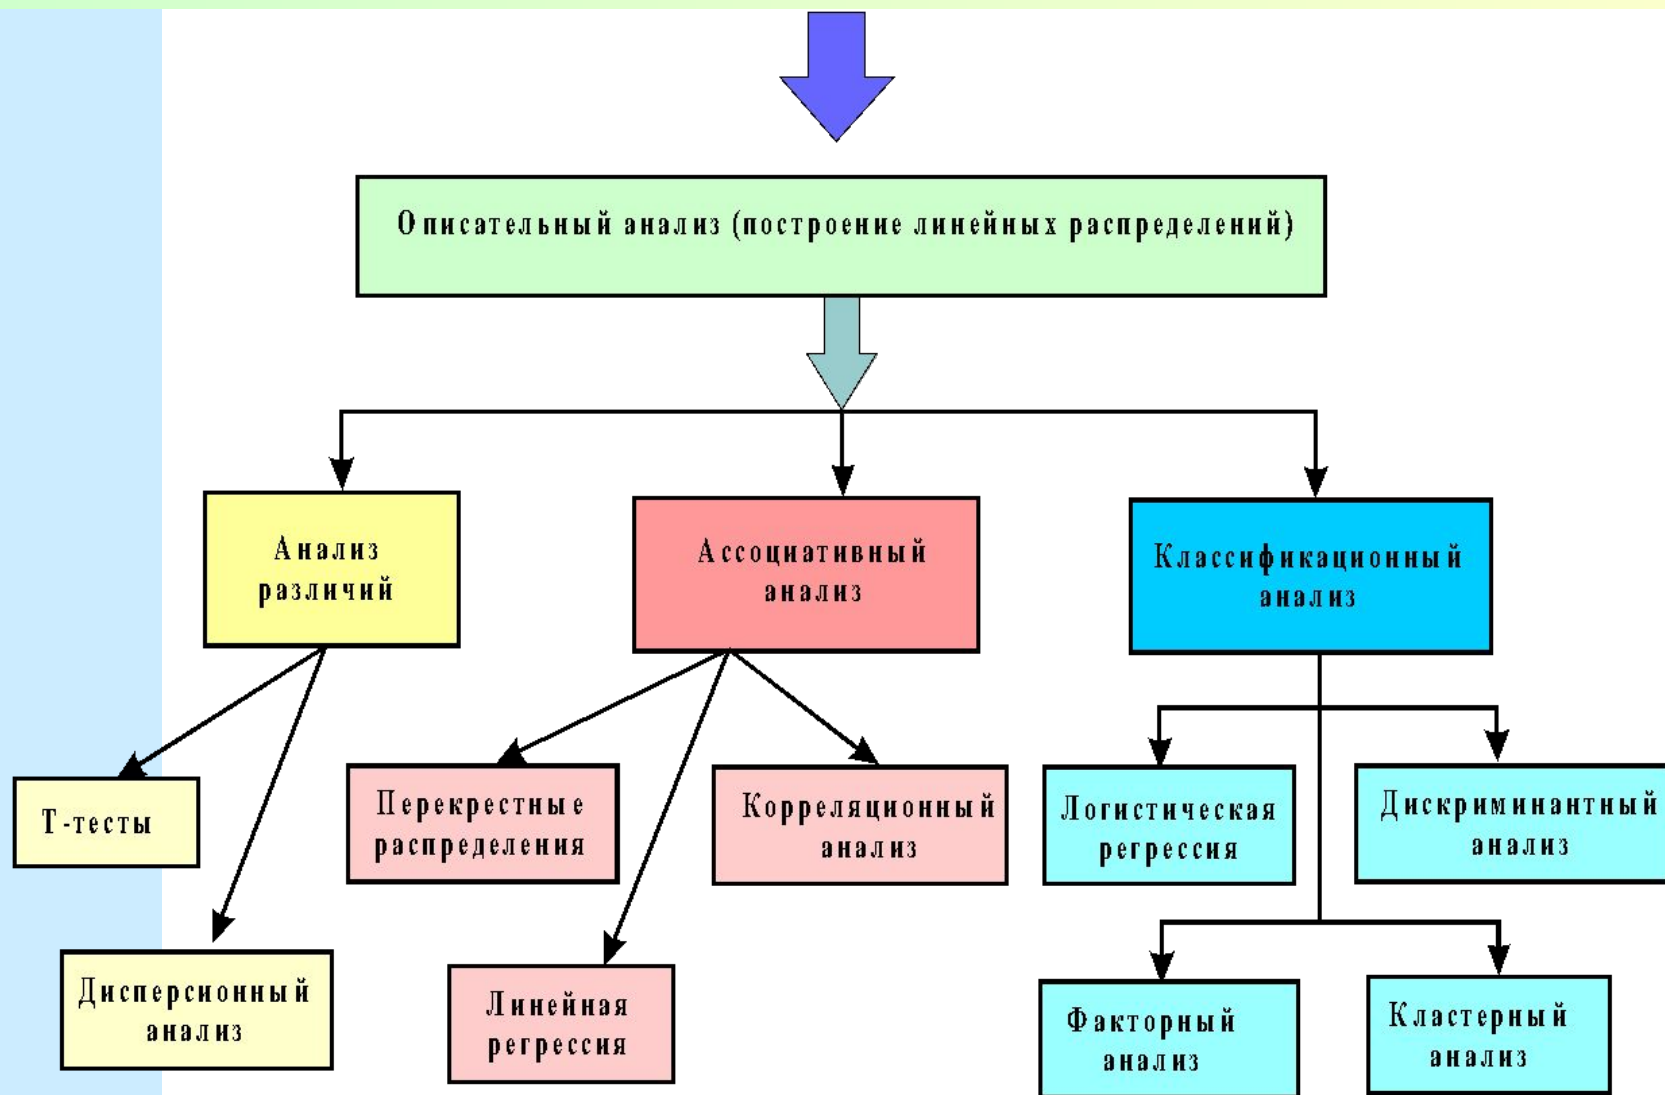 Описательный анализ (построение линейных распределений)
Анализ
различий
Ассоциативный
анализ
Классификационный
анализ
Т-тесты
Перекрестные
распределения
Корреляционный
анализ
Логистическая
регрессия
Дискриминантный
анализ
Дисперсионный
анализ
Линейная
регрессия
Факторный
анализ
Кластерный
анализ